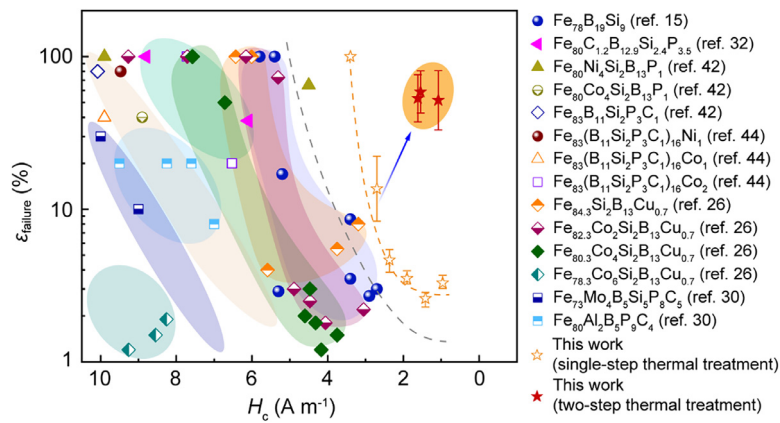 100
10
1
ε_failure (%)
10 8 6 4 2 0
H_c (A m⁻¹)
Fe₇₈B₁₉Si₉ (ref. 15)
Fe₈₀C₁.₂B₁₂.₉Si₂.₄P₃.₅ (ref. 32)
Fe₈₀Ni₄Si₂B₁₃P₁ (ref. 42)
Fe₈₀Co₄Si₂B₁₃P₁ (ref. 42)
Fe₈₃B₁₁Si₂P₃C₁ (ref. 42)
Fe₈₃(B₁₁Si₂P₃C₁)₁₆Ni₁ (ref. 44)
Fe₈₃(B₁₁Si₂P₃C₁)₁₆Co₁ (ref. 44)
Fe₈₃(B₁₁Si₂P₃C₁)₁₆Co₂ (ref. 44)
Fe₈₄.₃Si₂B₁₃Cu₀.₇ (ref. 26)
Fe₈₂.₃Co₂Si₂B₁₃Cu₀.₇ (ref. 26)
Fe₈₀.₃Co₄Si₂B₁₃Cu₀.₇ (ref. 26)
Fe₇₈.₃Co₆Si₂B₁₃Cu₀.₇ (ref. 26)
Fe₇₃Mo₄B₅Si₅P₈C₅ (ref. 30)
Fe₈₀Al₂B₅P₉C₄ (ref. 30)
This work
(single-step thermal treatment)
This work
(two-step thermal treatment)